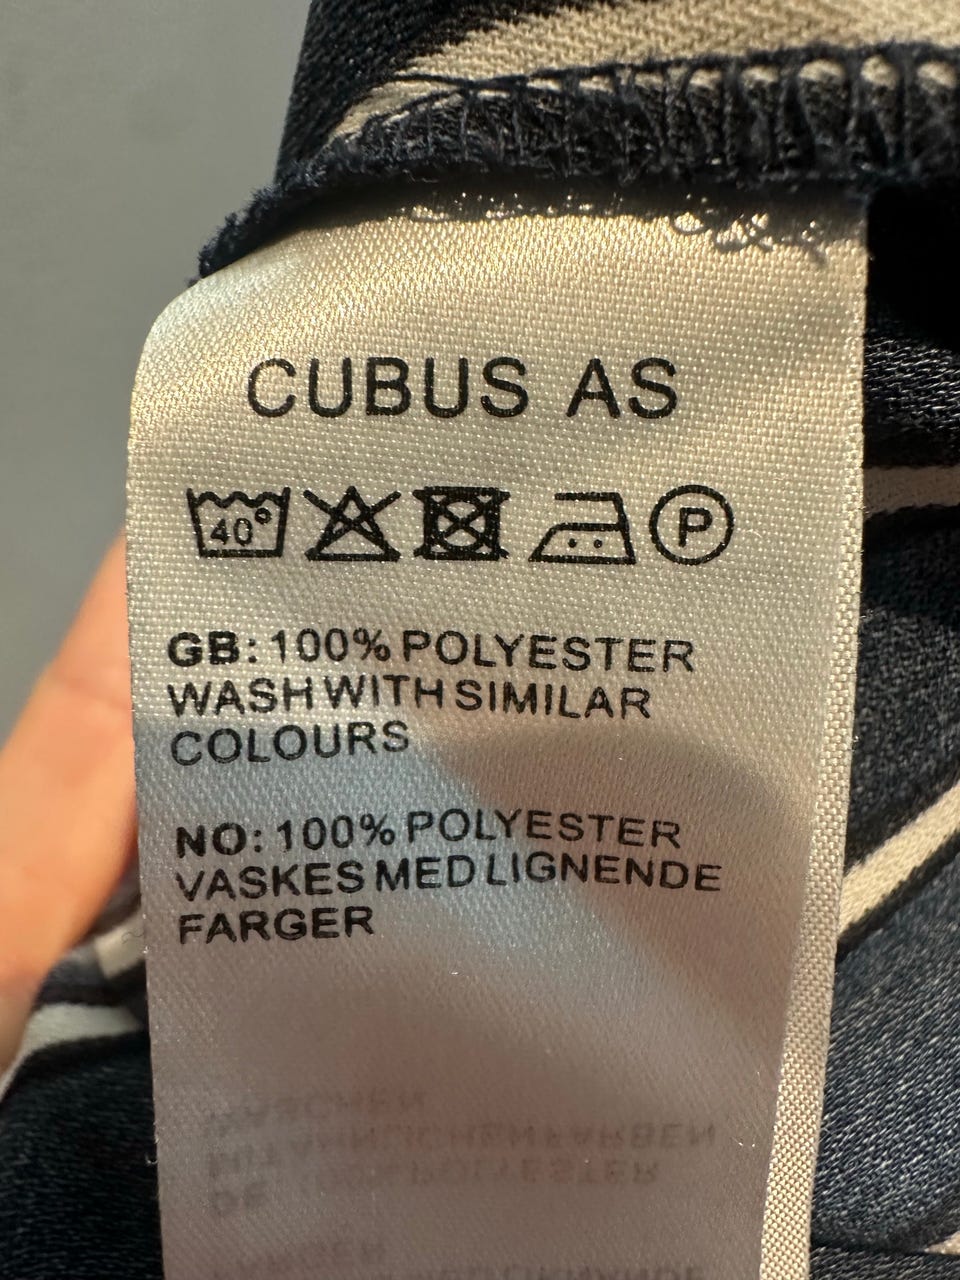 CUBUS AS
40°
P
GB: 100% POLYESTER
WASH WITH SIMILAR
COLOURS
NO: 100% POLYESTER
VASKES MED LIGNENDE
FARGER